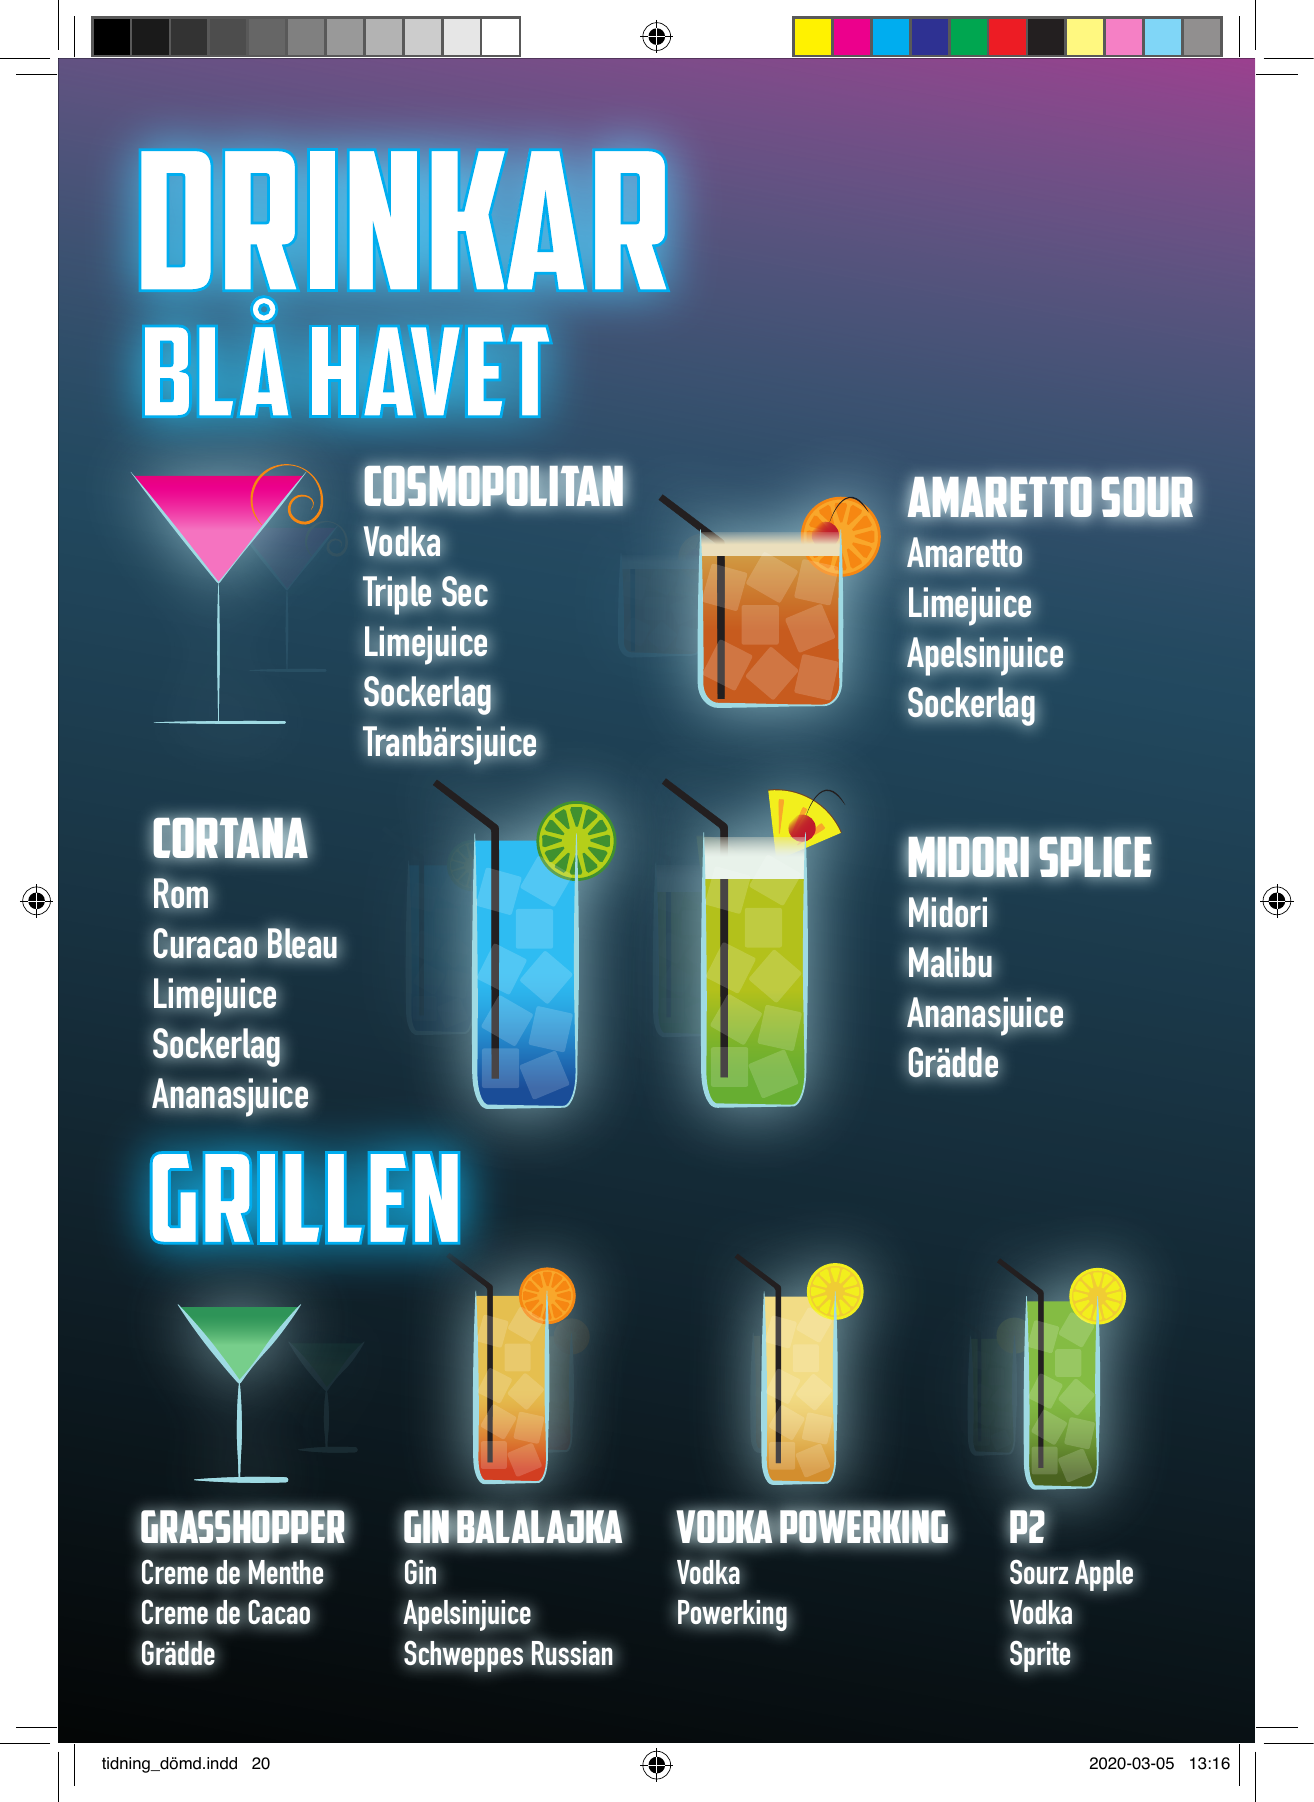 DRINKAR
BLÅ HAVET
COSMOPOLITAN
Vodka
Triple Sec
Limejuice
Sockerlag
Tranbärsjuice
AMARETTO SOUR
Amaretto
Limejuice
Apelsinjuice
Sockerlag
CORTANA
Rom
Curacao Bleau
Limejuice
Sockerlag
Ananasjuice
MIDORI SPLICE
Midori
Malibu
Ananasjuice
Grädde
GRILLEN
GRASSHOPPER
Creme de Menthe
Creme de Cacao
Grädde
GIN BALALAJKA
Gin
Apelsinjuice
Schweppes Russian
VODKA POWERKING
Vodka
Powerking
P2
Sourz Apple
Vodka
Sprite
tidning_dömd.indd 20
2020-03-05 13:16